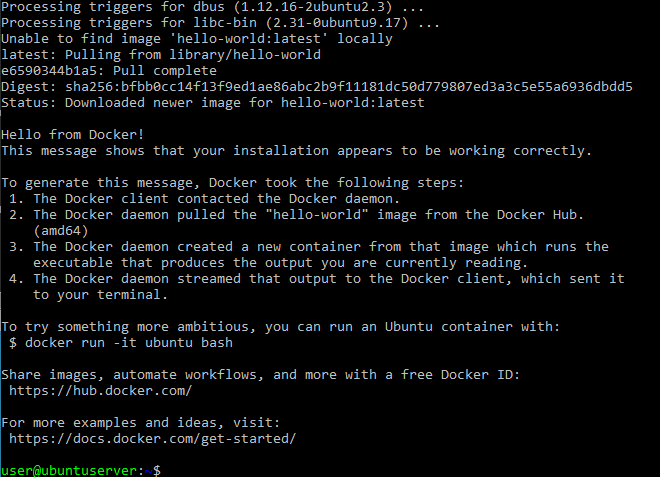 Processing triggers for dbus (1.12.16-2ubuntu2.3) ...
Processing triggers for libc-bin (2.31-0ubuntu9.17) ...
Unable to find image 'hello-world:latest' locally
latest: Pulling from library/hello-world
e6590344b1a5: Pull complete
Digest: sha256:bfbb0cc14f13f9ed1ae86abc2b9f11181dc50d779807ed3a3c5e55a6936dbdd5
Status: Downloaded newer image for hello-world:latest

Hello from Docker!
This message shows that your installation appears to be working correctly.

To generate this message, Docker took the following steps:
 1. The Docker client contacted the Docker daemon.
 2. The Docker daemon pulled the "hello-world" image from the Docker Hub.
    (amd64)
 3. The Docker daemon created a new container from that image which runs the
    executable that produces the output you are currently reading.
 4. The Docker daemon streamed that output to the Docker client, which sent it
    to your terminal.

To try something more ambitious, you can run an Ubuntu container with:
 $ docker run -it ubuntu bash

Share images, automate workflows, and more with a free Docker ID:
 https://hub.docker.com/

For more examples and ideas, visit:
 https://docs.docker.com/get-started/

user@ubuntuserver:~$